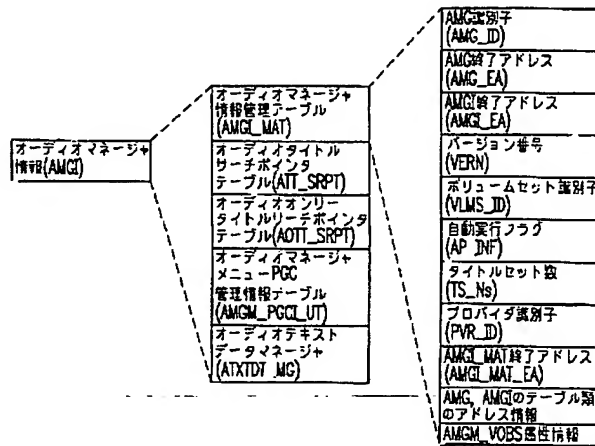 オーディオマネージャ
情報(AMGI)
オーディオマネージャ
情報管理テーブル
(AMGI_MAT)
オーディオタイトル
サーチポインタ
テーブル(ATT_SRPT)
オーディオオンリー
タイトルリーテポインタ
テーブル(AOTT_SRPT)
オーディオマネージャ
メニューPGC
管理情報テーブル
(AMGM_PGCI_UT)
オーディオテキスト
データマネージャ
(ATXTDT_MG)
AMG識別子
(AMG_ID)
AMG終了アドレス
(AMG_EA)
AMGI終了アドレス
(AMGI_EA)
バージョン番号
(VERN)
ボリュームセット識別子
(VLMS_ID)
自動実行フラグ
(AP_INF)
タイトルセット数
(TS_Ns)
プロバイダ識別子
(PVR_ID)
AMGI_MAT終了アドレス
(AMGI_MAT_EA)
AMG, AMGIのテーブル類
のアドレス情報
AMGM_VOBS属性情報